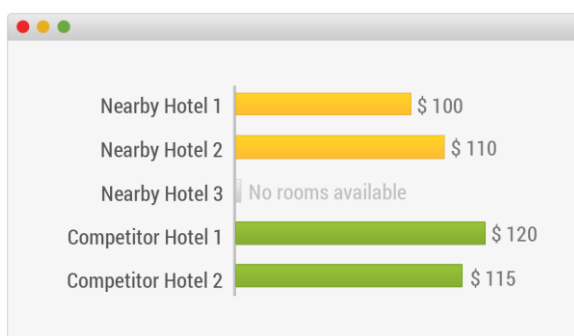 Nearby Hotel 1 $ 100
Nearby Hotel 2 $ 110
Nearby Hotel 3 No rooms available
Competitor Hotel 1 $ 120
Competitor Hotel 2 $ 115